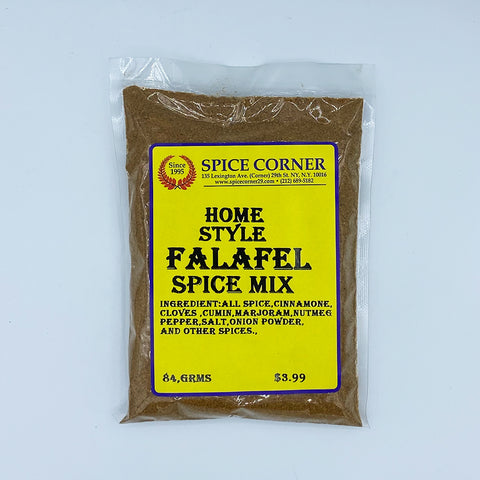 Since
1995
SPICE CORNER
135 Lexington Ave. (Corner) 29th St. NY, N.Y. 10016
www.spicecorner29.com • (212) 689-5182
HOME
STYLE
FALAFEL
SPICE MIX
INGREDIENT:ALL SPICE,CINNAMONE,
CLOVES ,CUMIN,MARJORAM,NUTMEG
PEPPER,SALT,ONION POWDER,
AND OTHER SPICES.,
84,GRMS $3.99